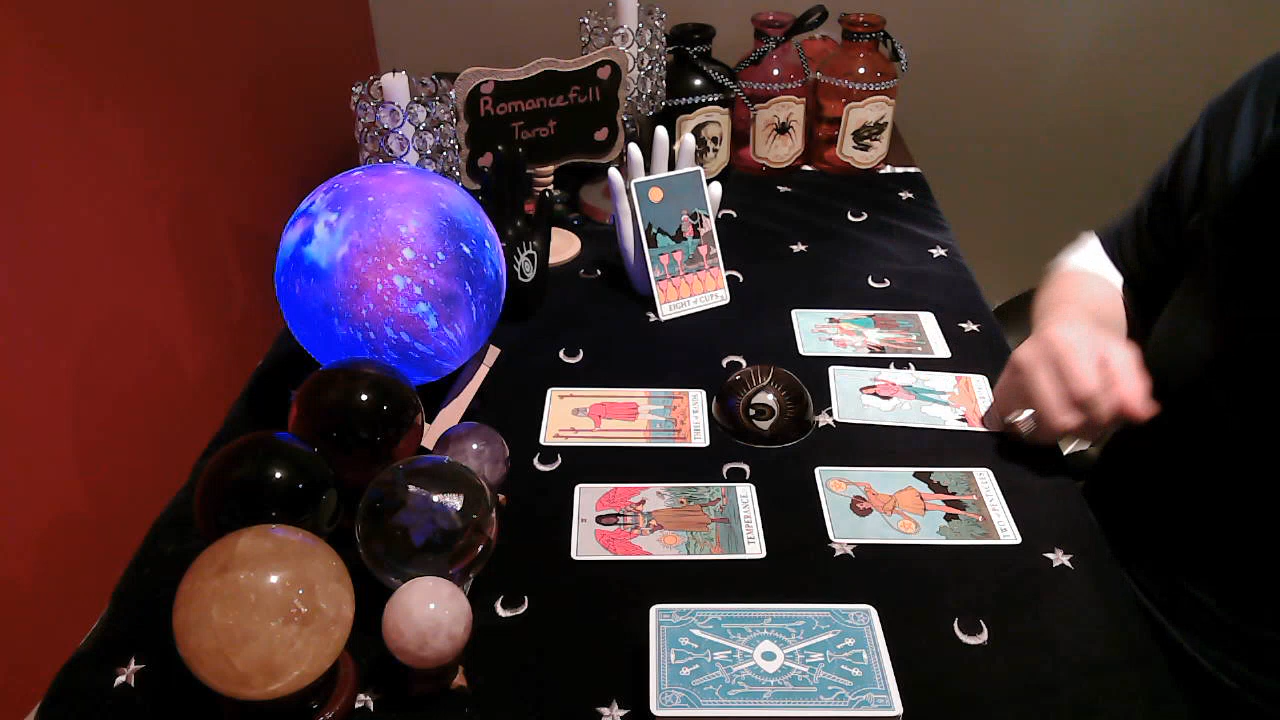 Romancefull
Tarot
EIGHT of CUPS
THREE of WANDS
TEMPERANCE
TWO of PENTACLES